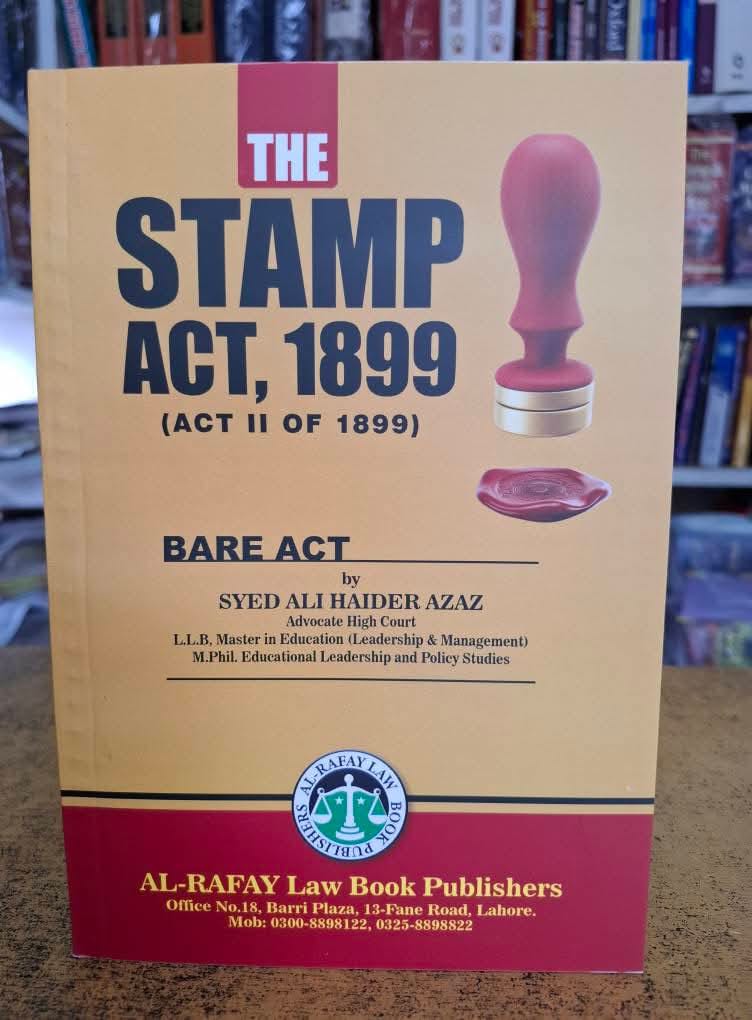 THE
STAMP
ACT, 1899
(ACT II OF 1899)
BARE ACT
by
SYED ALI HAIDER AZAZ
Advocate High Court
L.L.B, Master in Education (Leadership & Management)
M.Phil. Educational Leadership and Policy Studies
AL-RAFAY LAW BOOK PUBLISHERS
AL-RAFAY Law Book Publishers
Office No.18, Barri Plaza, 13-Fane Road, Lahore.
Mob: 0300-8898122, 0325-8898822